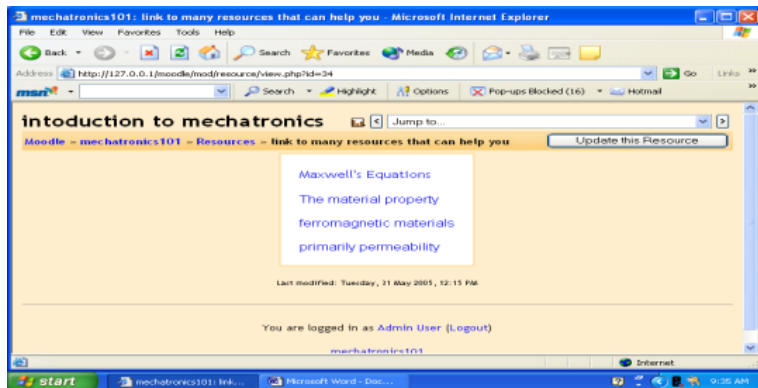 mechatronics101: link to many resources that can help you - Microsoft Internet Explorer
File Edit View Favorites Tools Help
Back Search Favorites Media
Address http://127.0.0.1/moodle/mod/resource/view.php?id=34 Go Links »
msn Search Highlight Options Pop-ups Blocked (16) Hotmail »
intoduction to mechatronics < Jump to... >
Moodle » mechatronics101 » Resources » link to many resources that can help you Update this Resource
Maxwell's Equations
The material property
ferromagnetic materials
primarily permeability
Last modified: Tuesday, 31 May 2005, 12:15 PM
You are logged in as Admin User (Logout)
mechatronics101
Internet
start mechatronics101: link... Microsoft Word - Doc... 9:35 AM